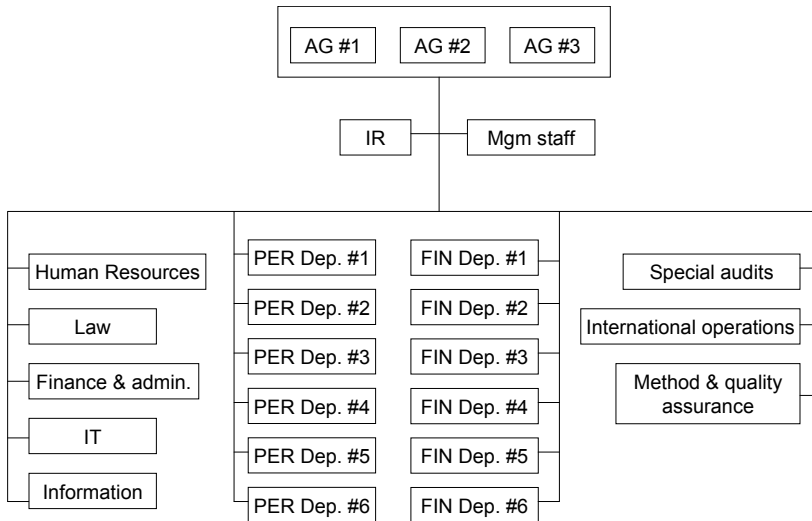 AG #1
AG #2
AG #3
IR
Mgm staff
Human Resources
Law
Finance & admin.
IT
Information
PER Dep. #1
PER Dep. #2
PER Dep. #3
PER Dep. #4
PER Dep. #5
PER Dep. #6
FIN Dep. #1
FIN Dep. #2
FIN Dep. #3
FIN Dep. #4
FIN Dep. #5
FIN Dep. #6
Special audits
International operations
Method & quality
assurance